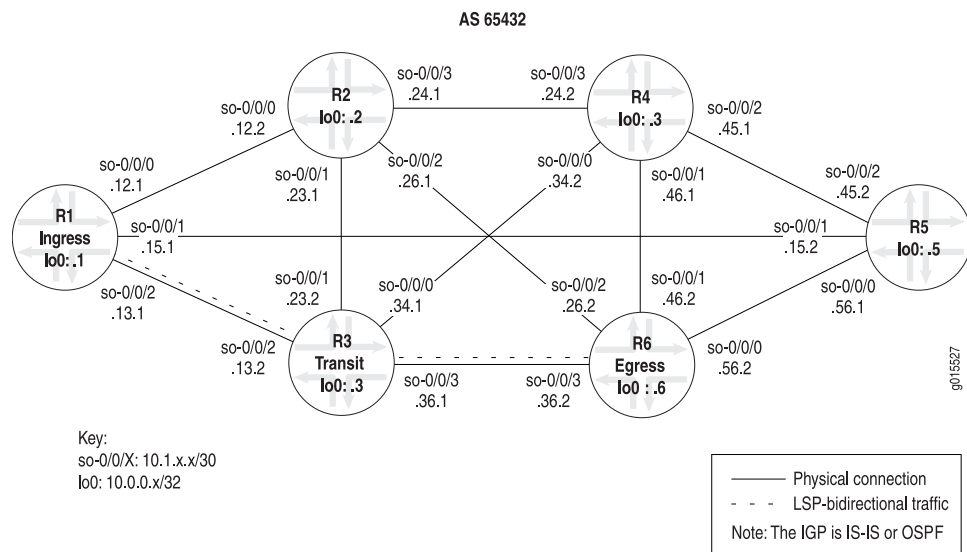 AS 65432
so-0/0/3
.24.1
so-0/0/3
.24.2
R2
lo0: .2
R4
lo0: .3
so-0/0/0
.12.2
so-0/0/2
.45.1
so-0/0/2
.26.1
so-0/0/0
.34.2
so-0/0/0
.12.1
so-0/0/1
.23.1
so-0/0/1
.46.1
so-0/0/2
.45.2
R1
Ingress
lo0: .1
so-0/0/1
.15.1
so-0/0/1
.15.2
R5
lo0: .5
so-0/0/2
.13.1
so-0/0/1
.23.2
so-0/0/0
.34.1
so-0/0/2
.26.2
so-0/0/1
.46.2
so-0/0/0
.56.1
so-0/0/2
.13.2
R3
Transit
lo0: .3
R6
Egress
lo0 : .6
so-0/0/0
.56.2
so-0/0/3
.36.1
so-0/0/3
.36.2
g015527
Key:
so-0/0/X: 10.1.x.x/30
lo0: 10.0.0.x/32
Physical connection
LSP-bidirectional traffic
Note: The IGP is IS-IS or OSPF